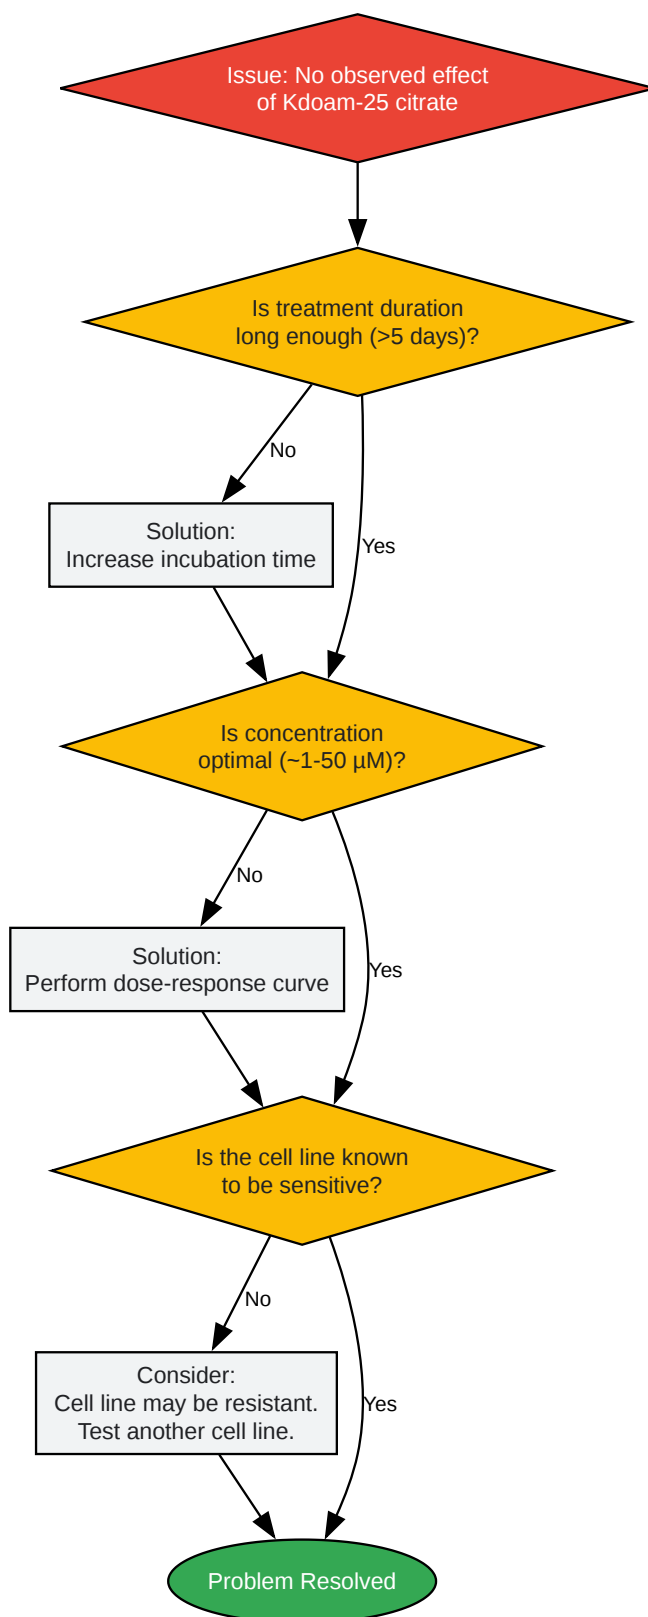 Issue: No observed effect
of Kdoam-25 citrate
Is treatment duration
long enough (>5 days)?
No
Yes
Solution:
Increase incubation time
Is concentration
optimal (~1-50 µM)?
No
Yes
Solution:
Perform dose-response curve
Is the cell line known
to be sensitive?
No
Yes
Consider:
Cell line may be resistant.
Test another cell line.
Problem Resolved